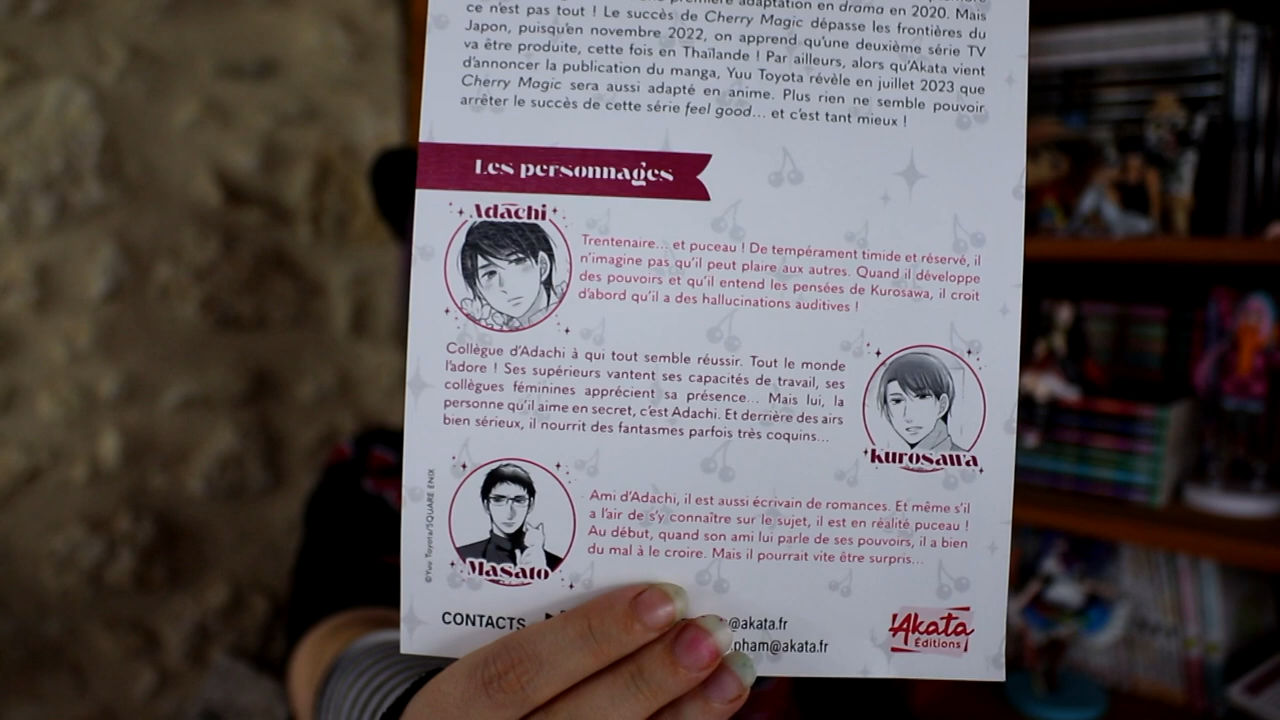 première adaptation en drama en 2020. Mais
ce n'est pas tout ! Le succès de Cherry Magic dépasse les frontières du
Japon, puisqu'en novembre 2022, on apprend qu'une deuxième série TV
va être produite, cette fois en Thaïlande ! Par ailleurs, alors qu'Akata vient
d'annoncer la publication du manga, Yuu Toyota révèle en juillet 2023 que
Cherry Magic sera aussi adapté en anime. Plus rien ne semble pouvoir
arrêter le succès de cette série feel good... et c'est tant mieux !
Les personnages
Adachi
Trentenaire... et puceau ! De tempérament timide et réservé, il
n'imagine pas qu'il peut plaire aux autres. Quand il développe
des pouvoirs et qu'il entend les pensées de Kurosawa, il croit
d'abord qu'il a des hallucinations auditives !
Collègue d'Adachi à qui tout semble réussir. Tout le monde
l'adore ! Ses supérieurs vantent ses capacités de travail, ses
collègues féminines apprécient sa présence... Mais lui, la
personne qu'il aime en secret, c'est Adachi. Et derrière des airs
bien sérieux, il nourrit des fantasmes parfois très coquins...
Kurosawa
Masato
Ami d'Adachi, il est aussi écrivain de romances. Et même s'il
a l'air de s'y connaître sur le sujet, il est en réalité puceau !
Au début, quand son ami lui parle de ses pouvoirs, il a bien
du mal à le croire. Mais il pourrait vite être surpris...
©Yuu Toyota/SQUARE ENIX
CONTACTS
@akata.fr
pham@akata.fr
Akata
Éditions